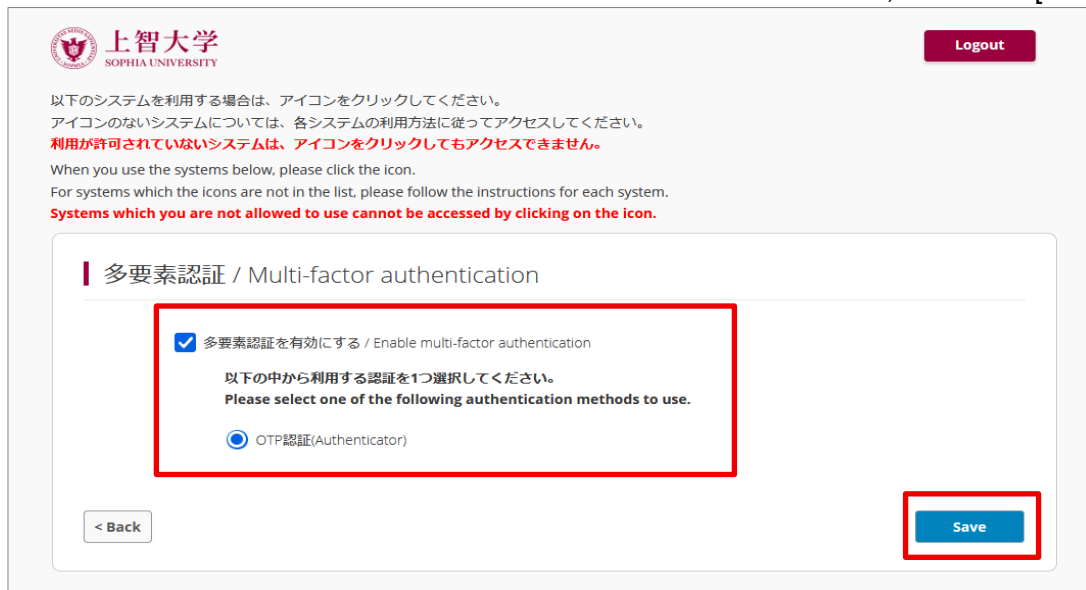 上智大学
SOPHIA UNIVERSITY
Logout
以下のシステムを利用する場合は、アイコンをクリックしてください。
アイコンのないシステムについては、各システムの利用方法に従ってアクセスしてください。
利用が許可されていないシステムは、アイコンをクリックしてもアクセスできません。
When you use the systems below, please click the icon.
For systems which the icons are not in the list, please follow the instructions for each system.
Systems which you are not allowed to use cannot be accessed by clicking on the icon.
多要素認証 / Multi-factor authentication
多要素認証を有効にする / Enable multi-factor authentication
以下の中から利用する認証を1つ選択してください。
Please select one of the following authentication methods to use.
OTP認証(Authenticator)
< Back
Save